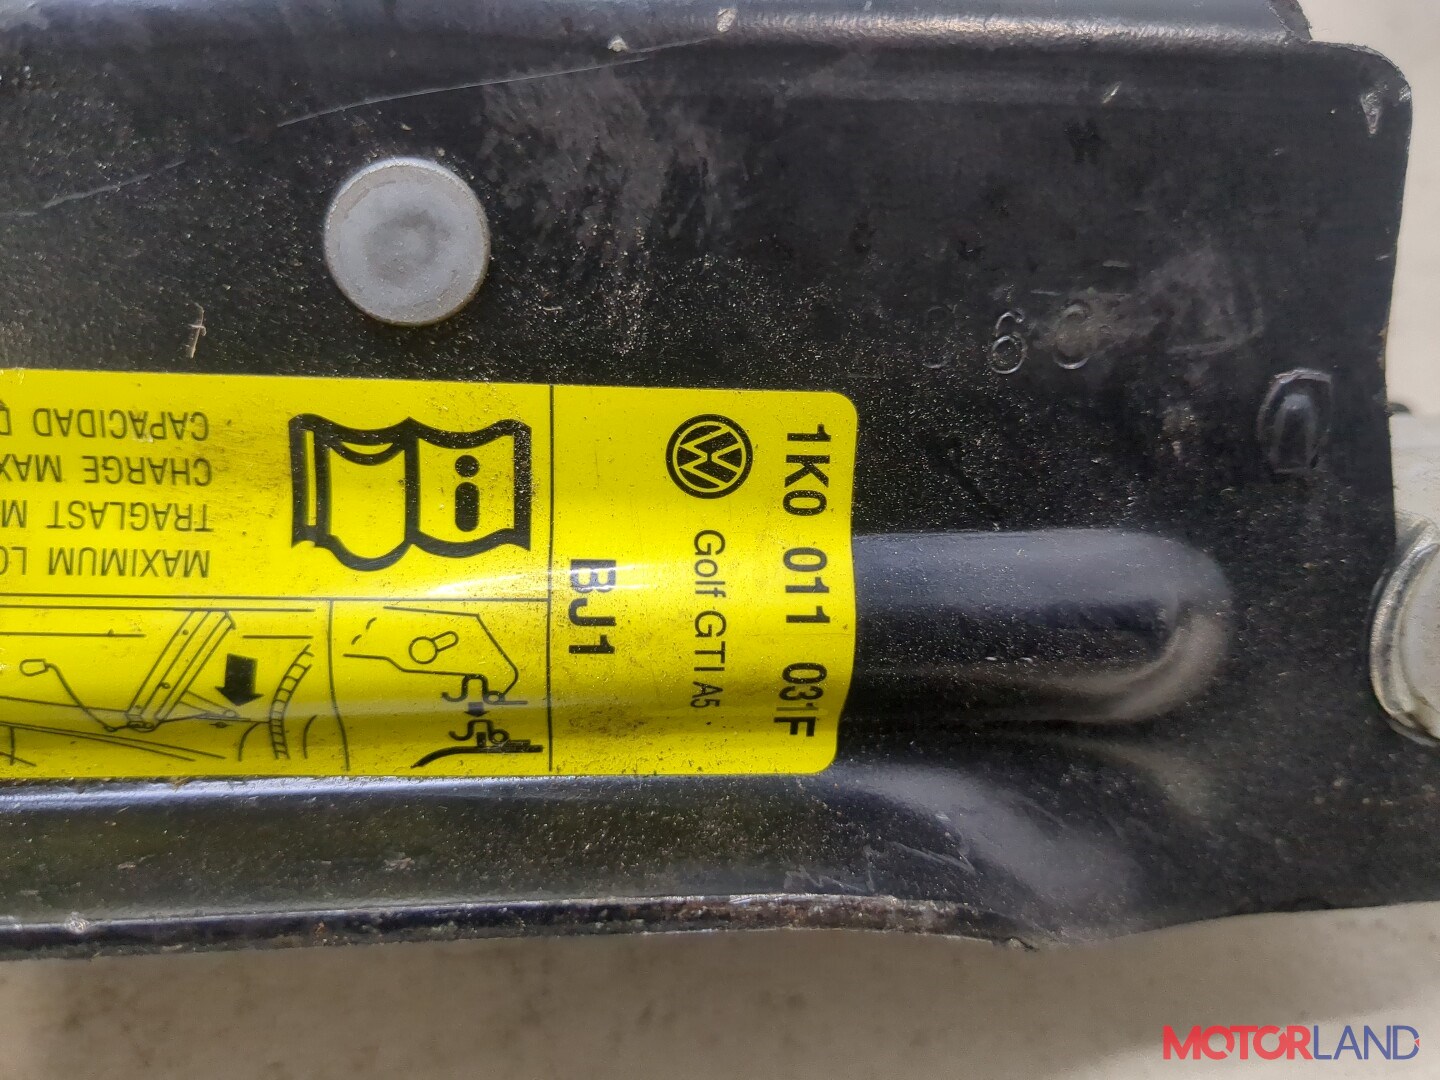 1K0 011 031F
Golf GTI A5
BJ1
MAXIMUM LO
TRAGLAST M
CHARGE MAX
CAPACIDAD D
MOTORLAND